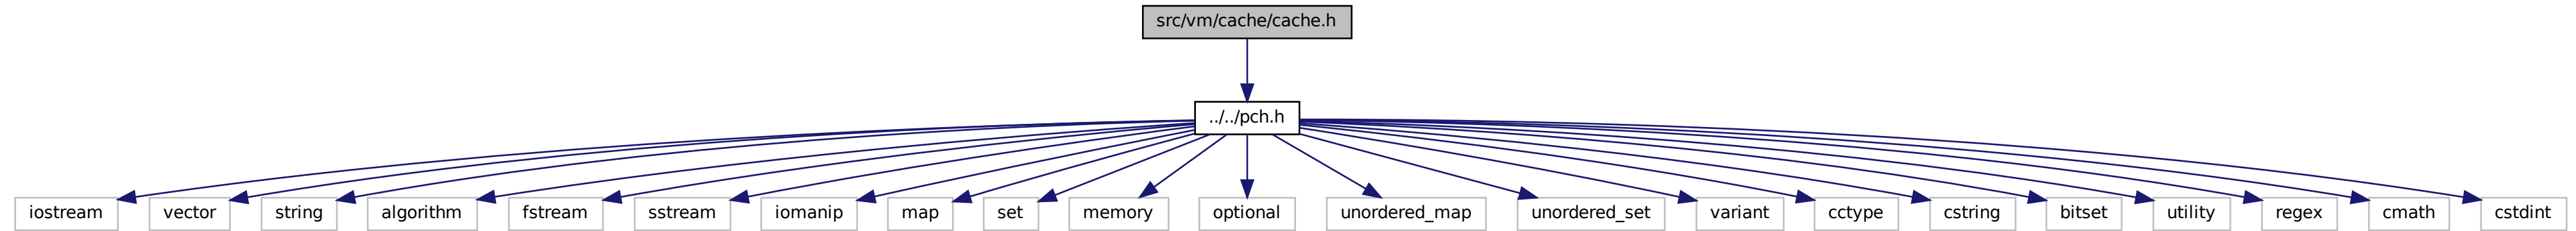 src/vm/cache/cache.h
../../pch.h
iostream
vector
string
algorithm
fstream
sstream
iomanip
map
set
memory
optional
unordered_map
unordered_set
variant
cctype
cstring
bitset
utility
regex
cmath
cstdint